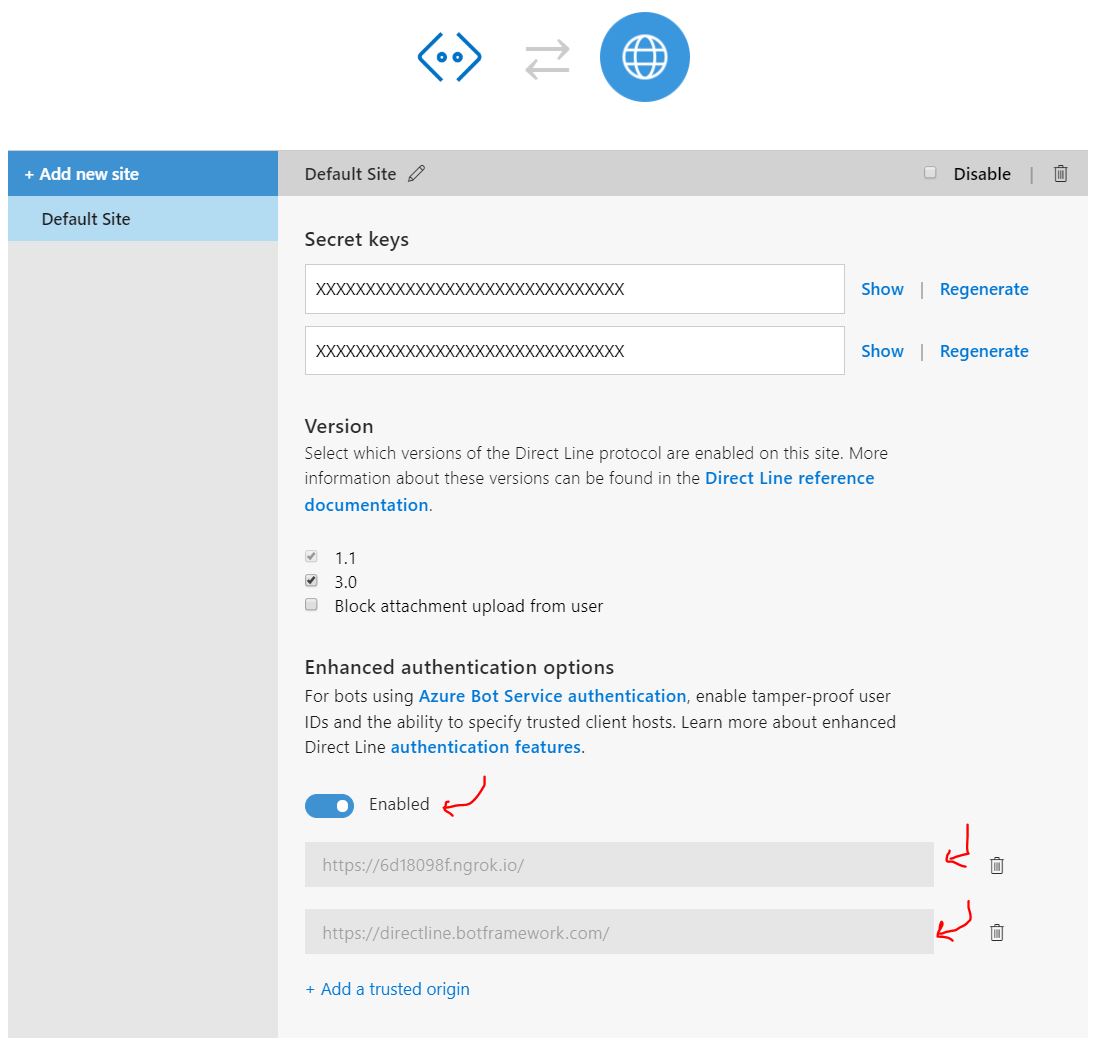 + Add new site
Default Site
Default Site
Disable
Secret keys
XXXXXXXXXXXXXXXXXXXXXXXXXXXXXXX
Show | Regenerate
XXXXXXXXXXXXXXXXXXXXXXXXXXXXXXX
Show | Regenerate
Version
Select which versions of the Direct Line protocol are enabled on this site. More
information about these versions can be found in the Direct Line reference
documentation.
1.1
3.0
Block attachment upload from user
Enhanced authentication options
For bots using Azure Bot Service authentication, enable tamper-proof user
IDs and the ability to specify trusted client hosts. Learn more about enhanced
Direct Line authentication features.
Enabled
https://6d18098f.ngrok.io/
https://directline.botframework.com/
+ Add a trusted origin